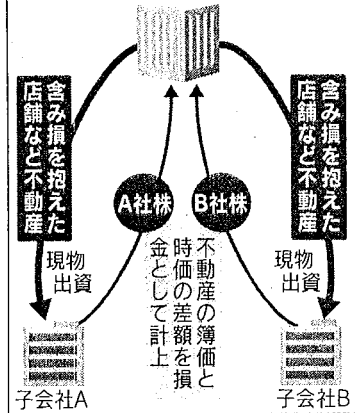 含み損を抱えた
店舗など不動産
含み損を抱えた
店舗など不動産
A社株
B社株
現物
出資
不動産の簿価と
時価の差額を損
金として計上
現物
出資
子会社A
子会社B